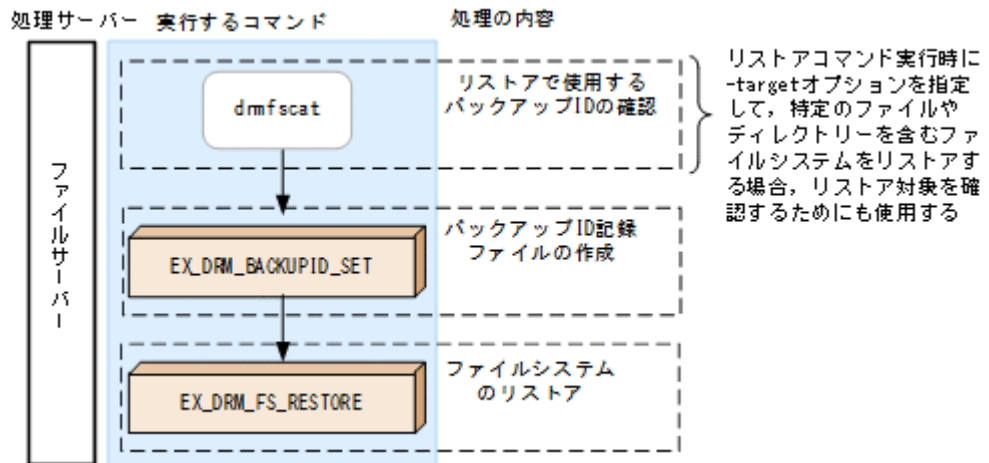 処理サーバー 実行するコマンド 処理の内容
ファイルサーバー
drmfscat
リストアで使用する
バックアップIDの確認
リストアコマンド実行時に
-targetオプションを指定
して，特定のファイルや
ディレクトリーを含むファ
イルシステムをリストアす
る場合，リストア対象を確
認するためにも使用する
EX_DRM_BACKUPID_SET
バックアップID記録
ファイルの作成
EX_DRM_FS_RESTORE
ファイルシステム
のリストア